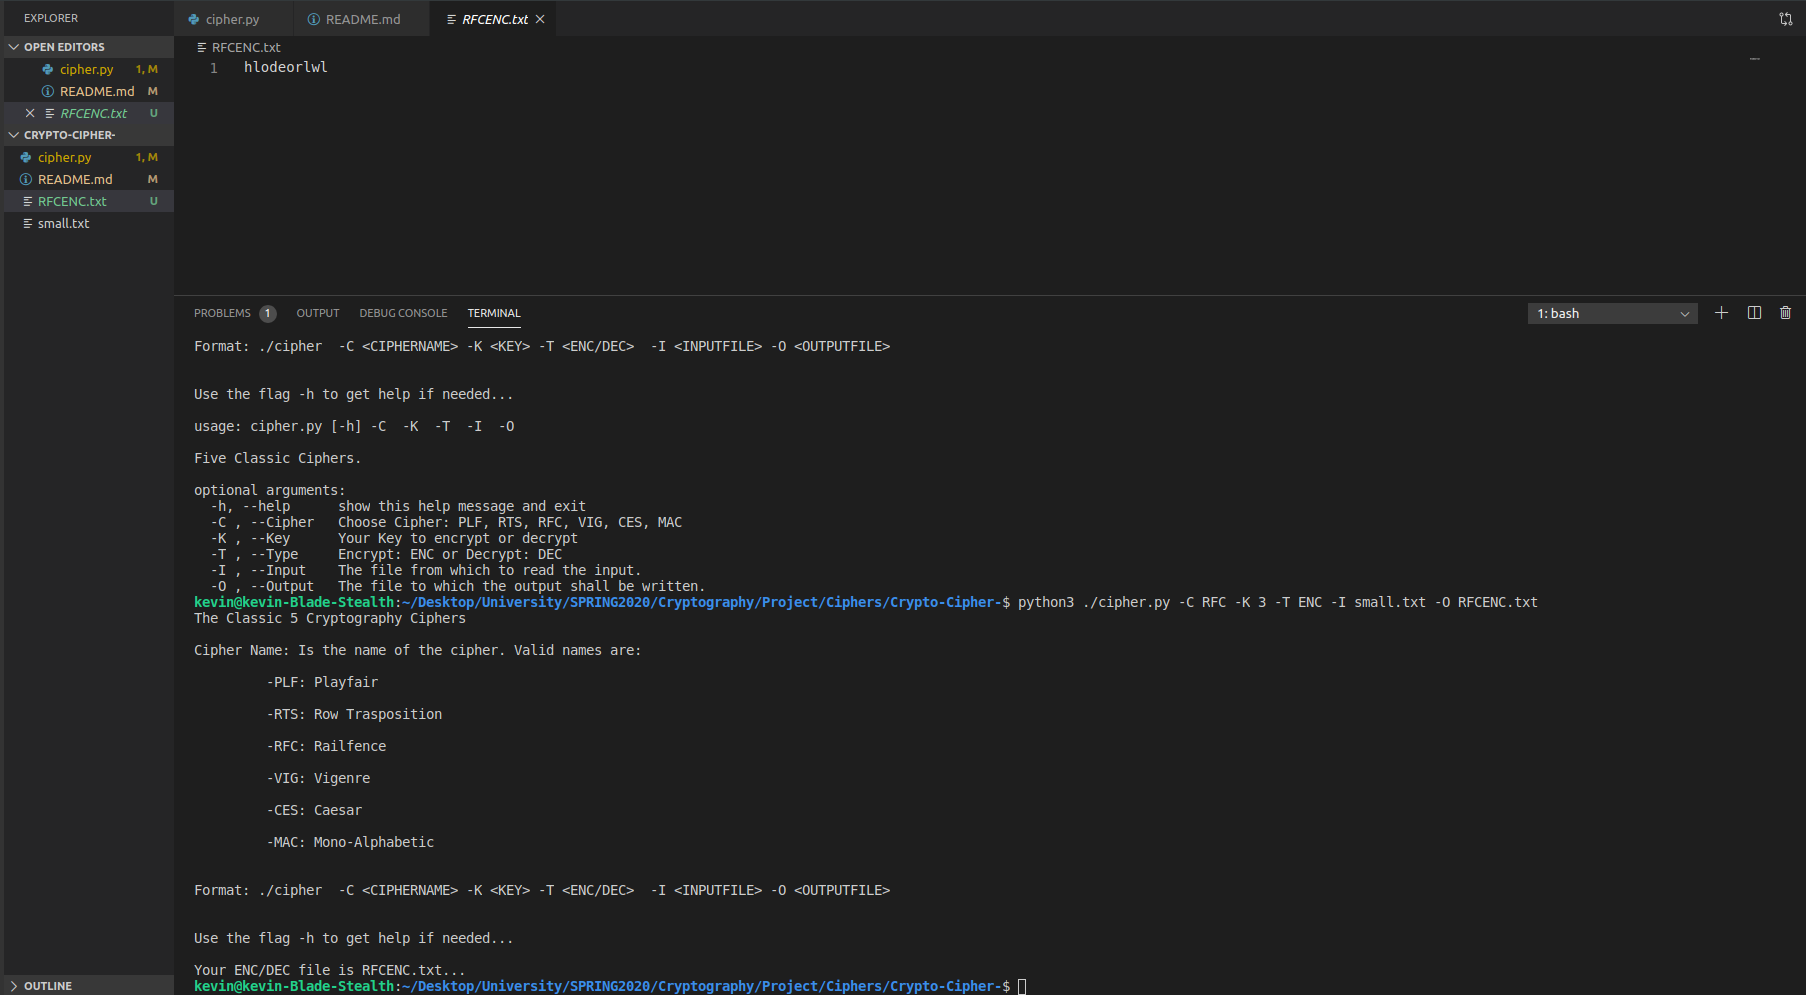 EXPLORER
OPEN EDITORS
cipher.py 1, M
README.md M
RFCENC.txt U
CRYPTO-CIPHER-
cipher.py 1, M
README.md M
RFCENC.txt U
small.txt
OUTLINE
cipher.py README.md RFCENC.txt
RFCENC.txt
1 hlodeorlwl
PROBLEMS 1 OUTPUT DEBUG CONSOLE TERMINAL 1: bash
Format: ./cipher  -C <CIPHERNAME> -K <KEY> -T <ENC/DEC>  -I <INPUTFILE> -O <OUTPUTFILE>
Use the flag -h to get help if needed...
usage: cipher.py [-h] -C  -K  -T  -I  -O
Five Classic Ciphers.
optional arguments:
-h, --help      show this help message and exit
-C , --Cipher   Choose Cipher: PLF, RTS, RFC, VIG, CES, MAC
-K , --Key      Your Key to encrypt or decrypt
-T , --Type     Encrypt: ENC or Decrypt: DEC
-I , --Input    The file from which to read the input.
-O , --Output   The file to which the output shall be written.
kevin@kevin-Blade-Stealth:~/Desktop/University/SPRING2020/Cryptography/Project/Ciphers/Crypto-Cipher-$ python3 ./cipher.py -C RFC -K 3 -T ENC -I small.txt -O RFCENC.txt
The Classic 5 Cryptography Ciphers
Cipher Name: Is the name of the cipher. Valid names are:
-PLF: Playfair
-RTS: Row Trasposition
-RFC: Railfence
-VIG: Vigenre
-CES: Caesar
-MAC: Mono-Alphabetic
Format: ./cipher  -C <CIPHERNAME> -K <KEY> -T <ENC/DEC>  -I <INPUTFILE> -O <OUTPUTFILE>
Use the flag -h to get help if needed...
Your ENC/DEC file is RFCENC.txt...
kevin@kevin-Blade-Stealth:~/Desktop/University/SPRING2020/Cryptography/Project/Ciphers/Crypto-Cipher-$